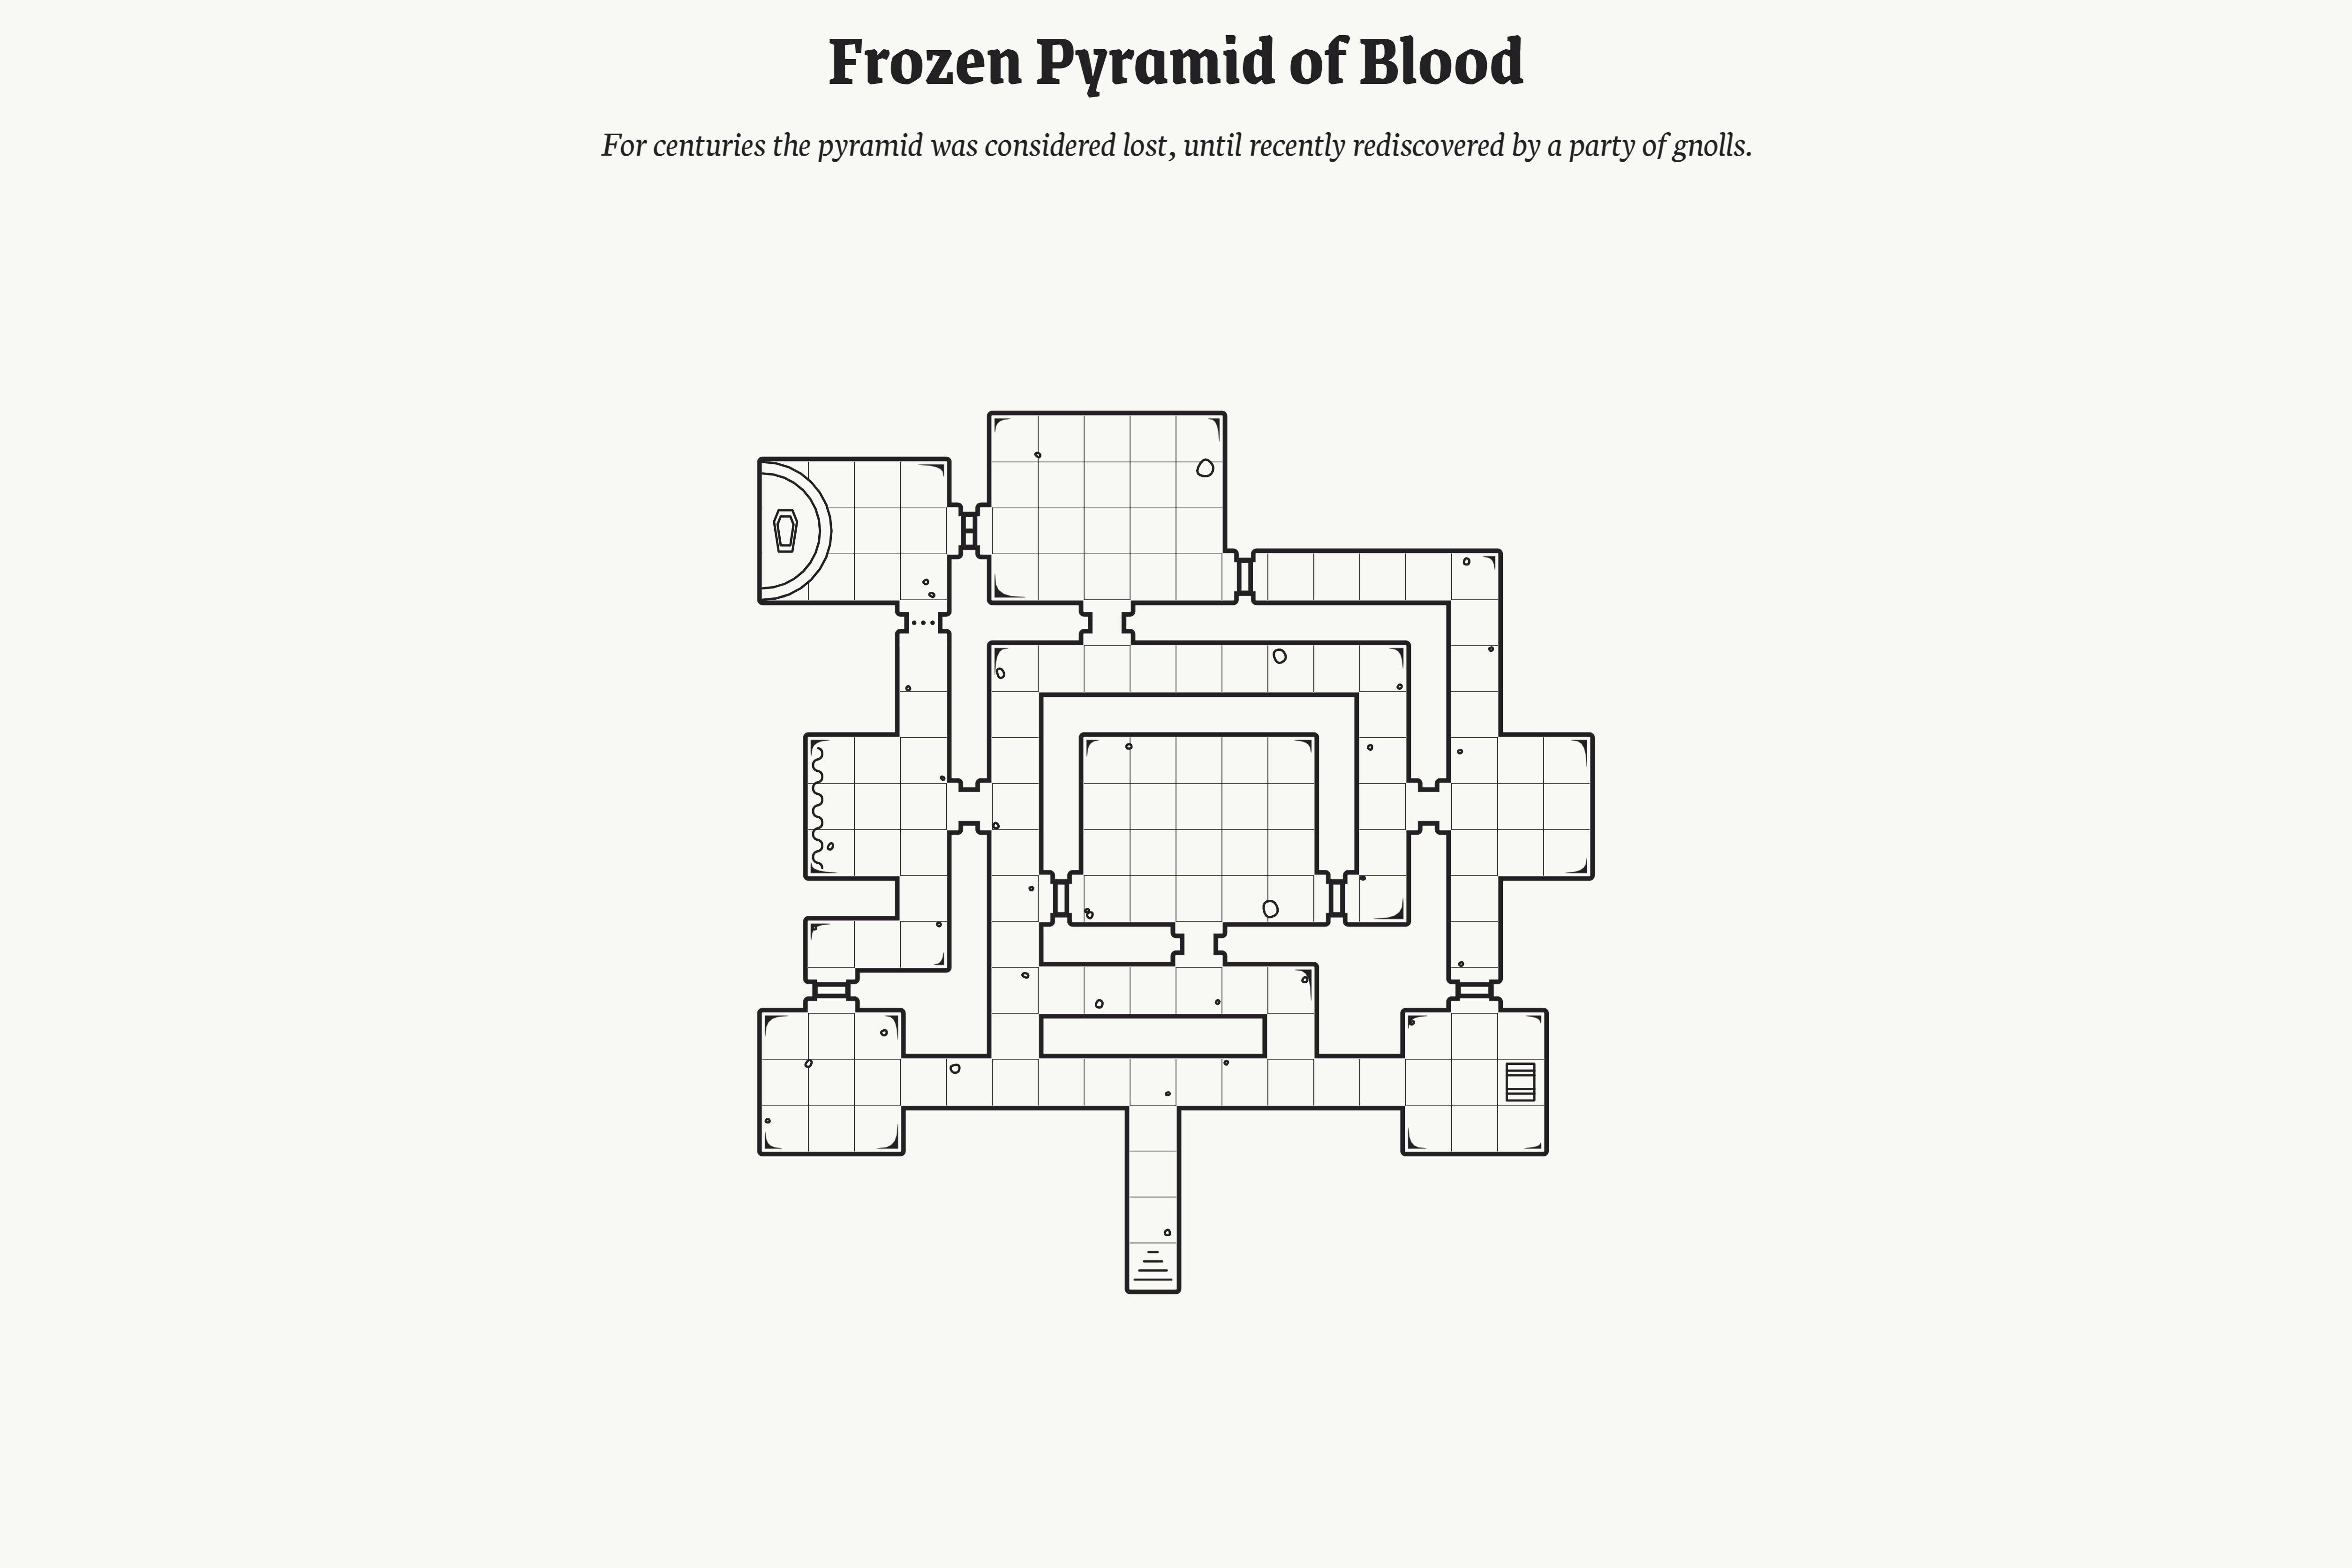 Frozen Pyramid of Blood
For centuries the pyramid was considered lost, until recently rediscovered by a party of gnolls.